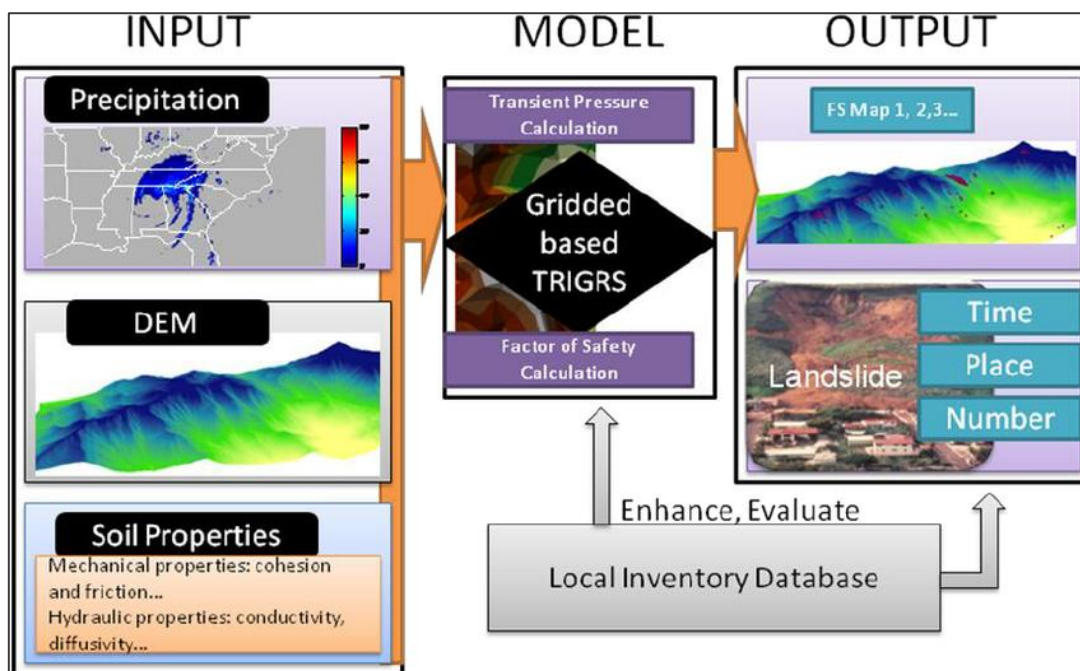 INPUT
MODEL
OUTPUT
Precipitation
DEM
Soil Properties
Mechanical properties: cohesion
and friction...
Hydraulic properties: conductivity,
diffusivity...
Transient Pressure
Calculation
Gridded
based
TRIGRS
Factor of Safety
Calculation
FS Map 1, 2,3...
Landslide
Time
Place
Number
Enhance, Evaluate
Local Inventory Database